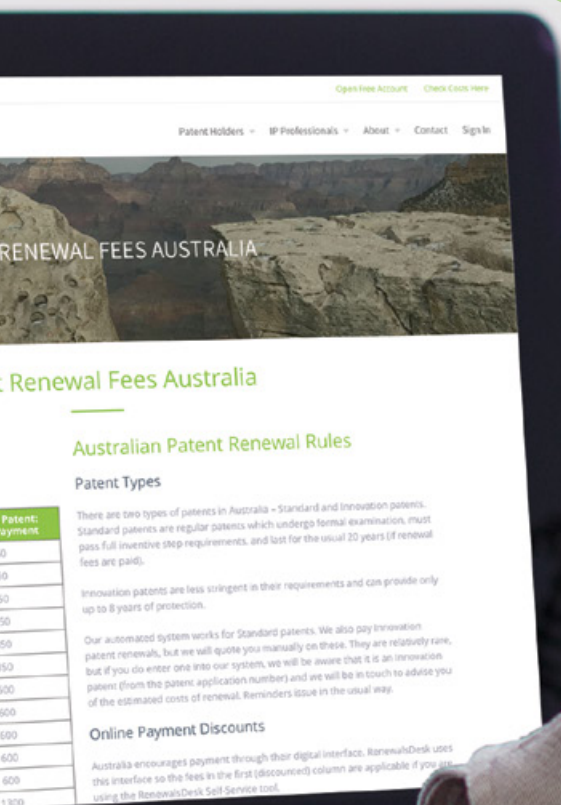 Open Free Account Check Costs Here
Patent Holders IP Professionals About Contact Sign In
RENEWAL FEES AUSTRALIA
Renewal Fees Australia
Australian Patent Renewal Rules
Patent Types
There are two types of patents in Australia – Standard and Innovation patents.
Standard patents are regular patents which undergo formal examination, must
pass full inventive step requirements, and last for the usual 20 years (if renewal
fees are paid).
Innovation patents are less stringent in their requirements and can provide only
up to 8 years of protection.
Our automated system works for Standard patents. We also pay Innovation
patent renewals, but we will quote you manually on these. They are relatively rare,
but if you do enter one into our system, we will be aware that it is an Innovation
patent (from the patent application number) and we will be in touch to advise you
of the estimated costs of renewal. Reminders issue in the usual way.
Online Payment Discounts
Australia encourages payment through their digital interface. RenewalsDesk uses
this interface so the fees in the first (discounted) column are applicable if you are
using the RenewalsDesk Self-Service tool.
Patent:
ayment
600
600
1300